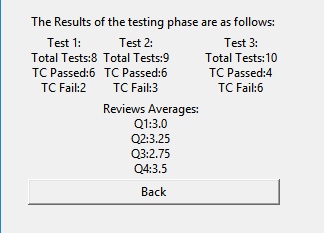 The Results of the testing phase are as follows:
Test 1: Test 2: Test 3:
Total Tests:8 Total Tests:9 Total Tests:10
TC Passed:6 TC Passed:6 TC Passed:4
TC Fail:2 TC Fail:3 TC Fail:6
Reviews Averages:
Q1:3.0
Q2:3.25
Q3:2.75
Q4:3.5
Back